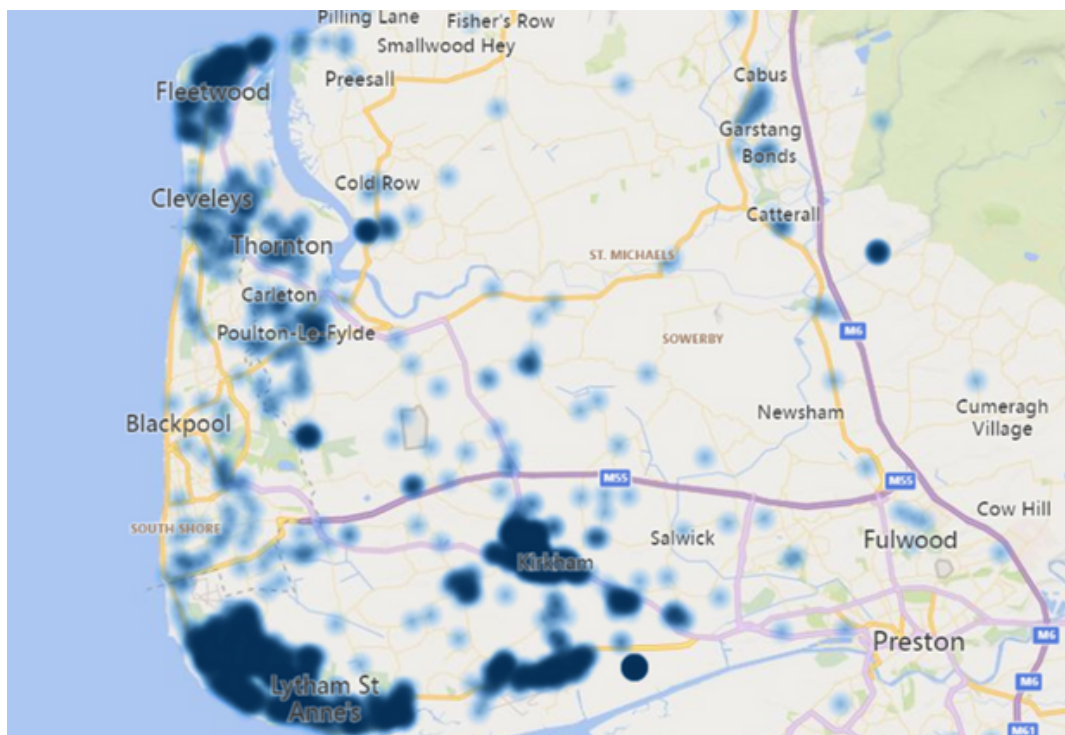 Pilling Lane
Fisher's Row
Smallwood Hey
Preesall
Cabus
Fleetwood
Garstang
Bonds
Cold Row
Cleveleys
Catterall
Thornton
ST. MICHAELS
Carleton
Poulton-Le-Fylde
M6
SOWERBY
Newsham
Cumeragh
Village
Blackpool
M55
M55
Cow Hill
SOUTH SHORE
Salwick
Fulwood
Kirkham
Preston
M6
Lytham St
Anne's
M6
M61